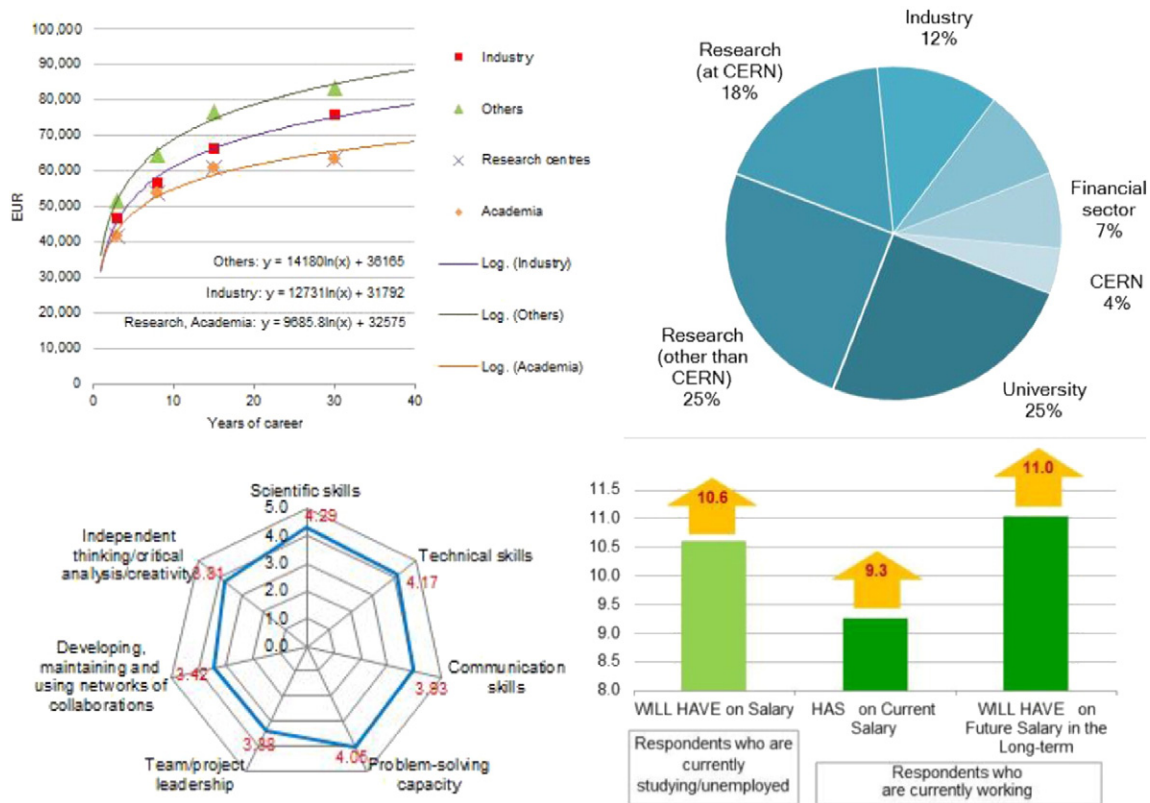 100,000
90,000
80,000
70,000
60,000
50,000
40,000
30,000
20,000
10,000
0
EUR
0 10 20 30 40
Years of career
Others: y = 14180ln(x) + 36165
Industry: y = 12731ln(x) + 31792
Research, Academia: y = 9685.8ln(x) + 32575
Industry
Others
Research centres
Academia
Log. (Industry)
Log. (Others)
Log. (Academia)
Industry
12%
Research
(at CERN)
18%
Financial
sector
7%
CERN
4%
Research
(other than
CERN)
25%
University
25%
Scientific skills
5.0
4.29
4.0
3.0
2.0
1.0
0.0
Independent
thinking/critical
analysis/creativity
3.81
Technical skills
4.17
Developing,
maintaining and
using networks of
collaborations
3.42
Communication
skills
3.93
Team/project
leadership
3.38
Problem-solving
capacity
4.05
11.5
11.0
10.5
10.0
9.5
9.0
8.5
8.0
10.6
9.3
11.0
WILL HAVE on Salary
HAS on Current
Salary
WILL HAVE on
Future Salary in the
Long-term
Respondents who are
currently
studying/unemployed
Respondents who
are currently working